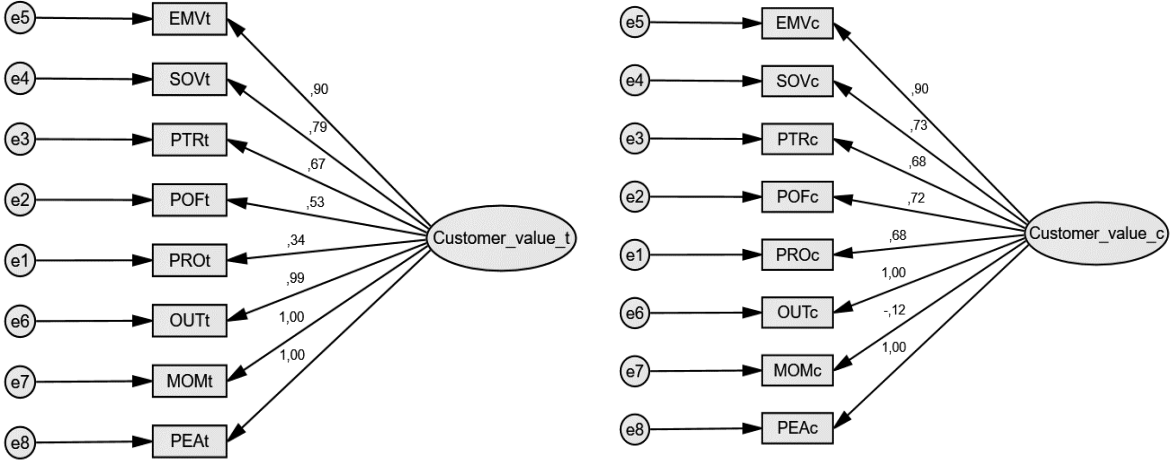 e5 EMVt
e4 SOVt
e3 PTRt
e2 POFt
e1 PROt
e6 OUTt
e7 MOMt
e8 PEAt
,90
,79
,67
,53
,34
,99
1,00
1,00
Customer_value_t
e5 EMVc
e4 SOVc
e3 PTRc
e2 POFc
e1 PROc
e6 OUTc
e7 MOMc
e8 PEAc
,90
,73
,68
,72
,68
1,00
-,12
1,00
Customer_value_c